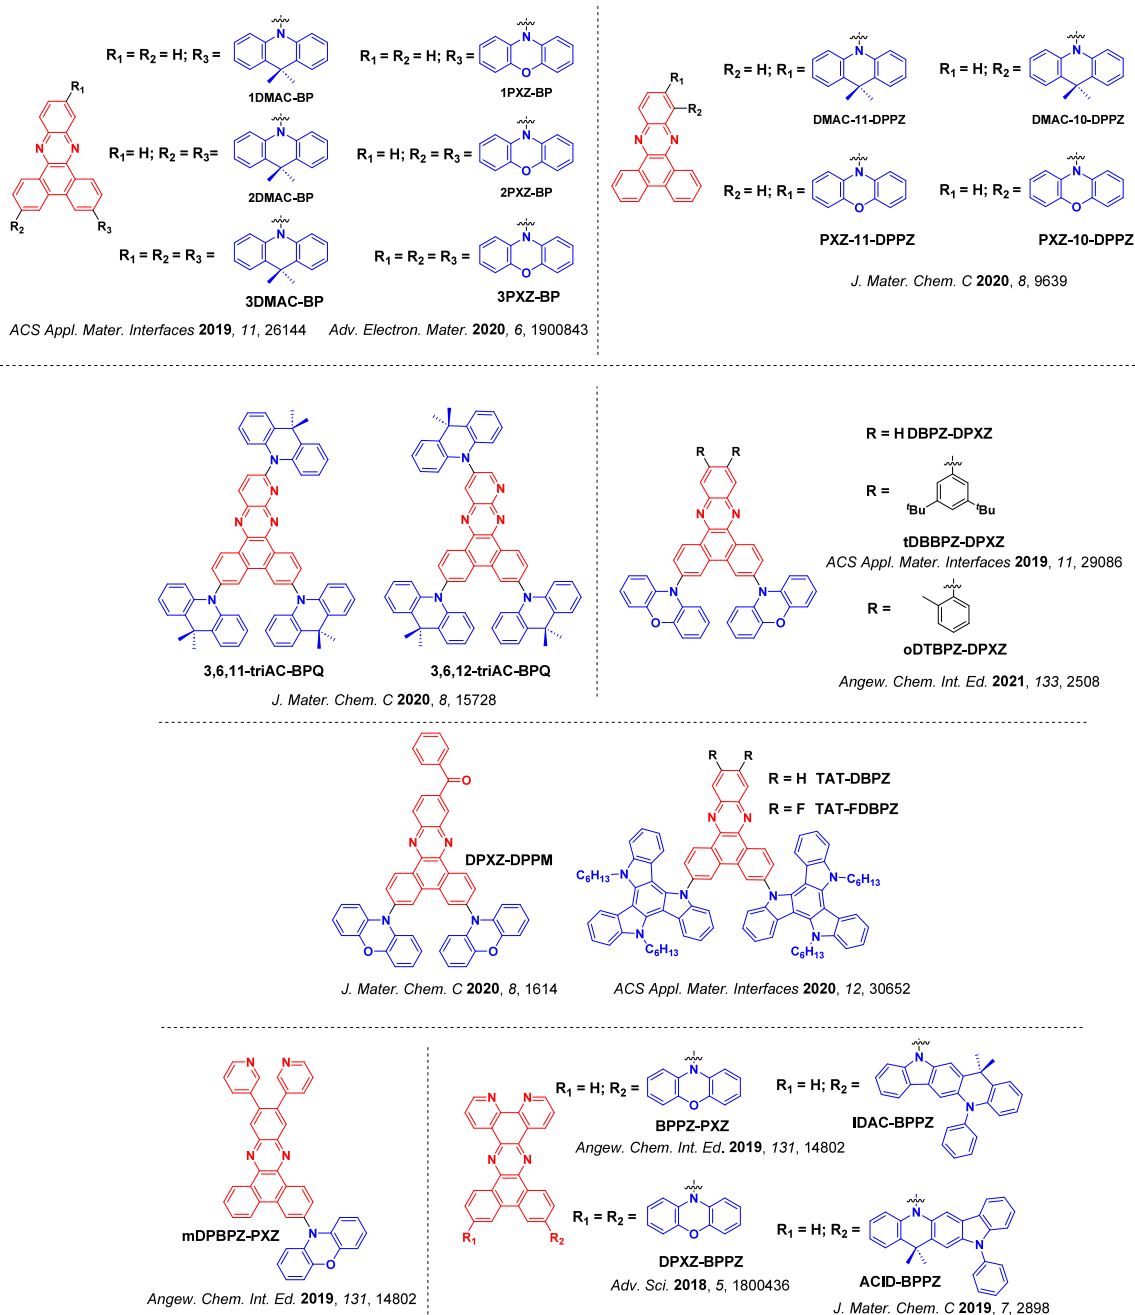 R1 = R2 = H; R3 =
N
1DMAC-BP
R1 = R2 = H; R3 =
N
O
1PXZ-BP
R1
N N
R2
R3
R1= H; R2 = R3=
N
2DMAC-BP
R1= H; R2 = R3 =
N
O
2PXZ-BP
R1 = R2 = R3 =
N
3DMAC-BP
R1 = R2 = R3 =
N
O
3PXZ-BP
ACS Appl. Mater. Interfaces 2019, 11, 26144
Adv. Electron. Mater. 2020, 6, 1900843
R1
R2
N N
R2 = H; R1 =
N
DMAC-11-DPPZ
R1 = H; R2 =
N
DMAC-10-DPPZ
R2 = H; R1 =
N
O
PXZ-11-DPPZ
R1 = H; R2 =
N
O
PXZ-10-DPPZ
J. Mater. Chem. C 2020, 8, 9639
N
N
N N
N N
3,6,11-triAC-BPQ
N
N
N N
N N
3,6,12-triAC-BPQ
J. Mater. Chem. C 2020, 8, 15728
R R
N N
N N
O O
R = H DBPZ-DPXZ
R =
tBu tBu
tDBBPZ-DPXZ
ACS Appl. Mater. Interfaces 2019, 11, 29086
R =
oDTBPZ-DPXZ
Angew. Chem. Int. Ed. 2021, 133, 2508
O
N N
DPXZ-DPPM
N N
O O
J. Mater. Chem. C 2020, 8, 1614
R R
R = H TAT-DBPZ
R = F TAT-FDBPZ
N N
C6H13 N
N C6H13
N N
N N
C6H13 C6H13
ACS Appl. Mater. Interfaces 2020, 12, 30652
N N
N N
mDPBPZ-PXZ
N
O
Angew. Chem. Int. Ed. 2019, 131, 14802
N N
N N
R1 R2
R1 = H; R2 =
N
O
BPPZ-PXZ
Angew. Chem. Int. Ed. 2019, 131, 14802
R1 = H; R2 =
N
N
IDAC-BPPZ
R1 = R2 =
N
O
DPXZ-BPPZ
Adv. Sci. 2018, 5, 1800436
R1 = H; R2 =
N
N
ACID-BPPZ
J. Mater. Chem. C 2019, 7, 2898